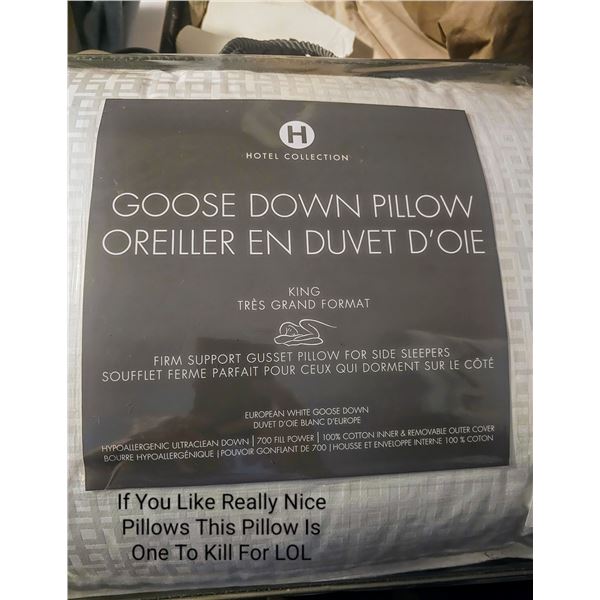 H
HOTEL COLLECTION
GOOSE DOWN PILLOW
OREILLER EN DUVET D'OIE
KING
TRÈS GRAND FORMAT
FIRM SUPPORT GUSSET PILLOW FOR SIDE SLEEPERS
SOUFFLET FERME PARFAIT POUR CEUX QUI DORMENT SUR LE CÔTÉ
EUROPEAN WHITE GOOSE DOWN
DUVET D'OIE BLANC D'EUROPE
HYPOALLERGENIC ULTRACLEAN DOWN | 700 FILL POWER | 100% COTTON INNER & REMOVABLE OUTER COVER
BOURRE HYPOALLERGÉNIQUE | POUVOIR GONFLANT DE 700 | HOUSSE ET ENVELOPPE INTERNE 100 % COTON
If You Like Really Nice
Pillows This Pillow Is
One To Kill For LOL